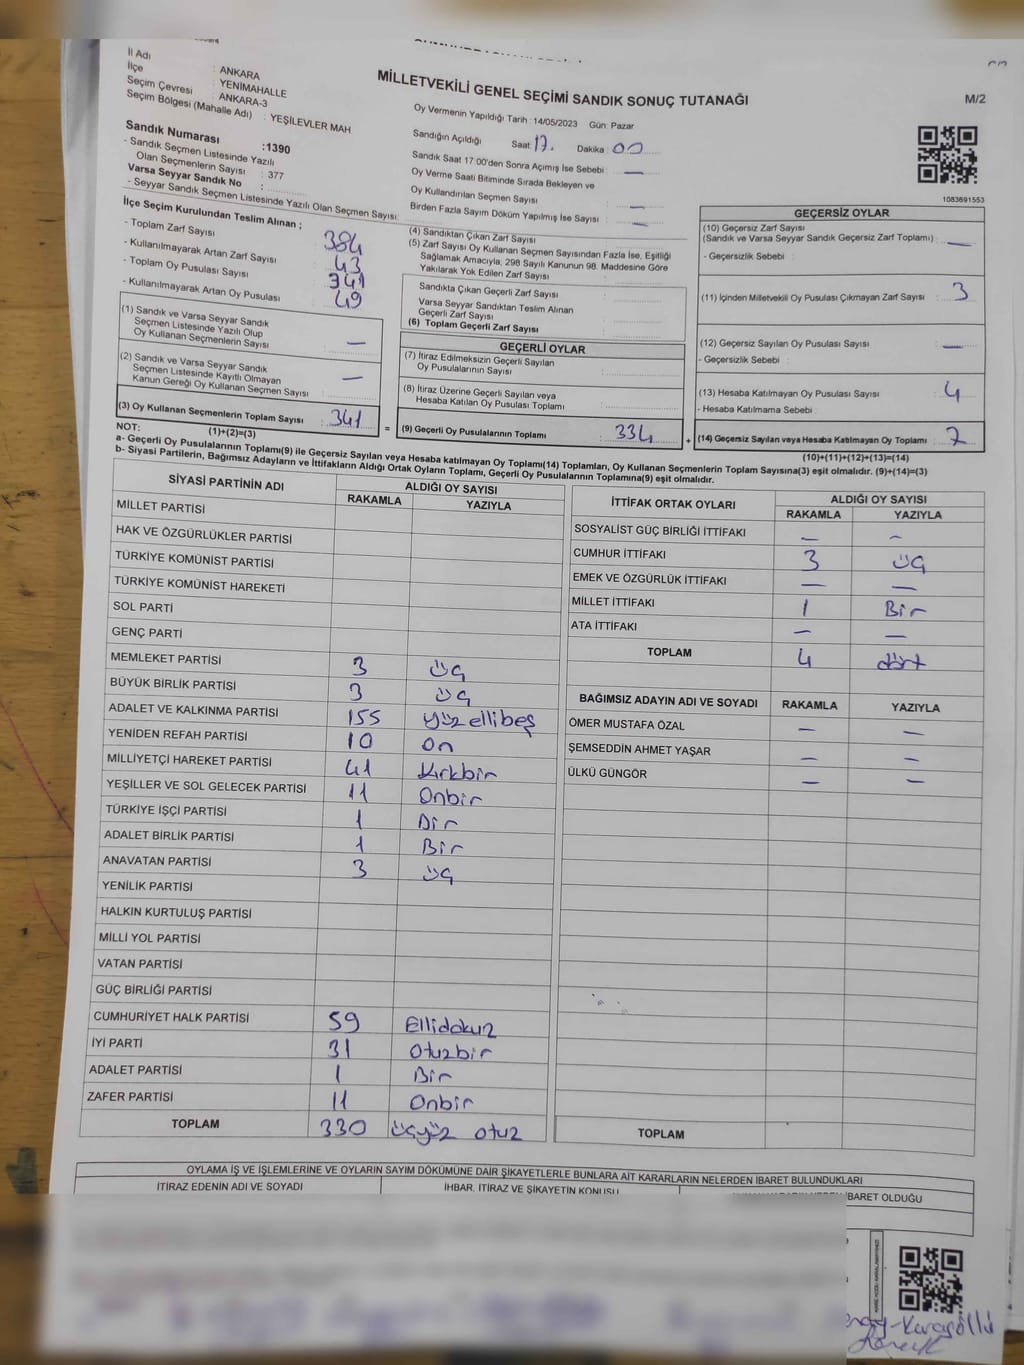 İl Adı : ANKARA
İlçe : YENİMAHALLE
Seçim Çevresi : ANKARA-3
Seçim Bölgesi (Mahalle Adı) : YEŞİLEVLER MAH
MİLLETVEKİLİ GENEL SEÇİMİ SANDIK SONUÇ TUTANAĞI
M/2
Oy Vermenin Yapıldığı Tarih : 14/05/2023 Gün: Pazar
Sandığın Açıldığı Saat: 17. Dakika : 00
Sandık Saat 17:00'den Sonra Açımış İse Sebebi : —
Oy Verme Saati Bitiminde Sırada Bekleyen ve
Oy Kullandırılan Seçmen Sayısı : —
Birden Fazla Sayım Döküm Yapılmış İse Sayısı : —
1083691553
Sandık Numarası : 1390
- Sandık Seçmen Listesinde Yazılı
Olan Seçmenlerin Sayısı : 377
Varsa Seyyar Sandık No :
- Seyyar Sandık Seçmen Listesinde Yazılı Olan Seçmen Sayısı:
İlçe Seçim Kurulundan Teslim Alınan ;
- Toplam Zarf Sayısı : 384
- Kullanılmayarak Artan Zarf Sayısı : 43
- Toplam Oy Pusulası Sayısı : 341
- Kullanılmayarak Artan Oy Pusulası : 49
(1) Sandık ve Varsa Seyyar Sandık
Seçmen Listesinde Yazılı Olup
Oy Kullanan Seçmenlerin Sayısı : —
(2) Sandık ve Varsa Seyyar Sandık
Seçmen Listesinde Kayıtlı Olmayan
Kanun Gereği Oy Kullanan Seçmen Sayısı : —
(3) Oy Kullanan Seçmenlerin Toplam Sayısı : 341
(1)+(2)=(3)
(4) Sandıktan Çıkan Zarf Sayısı :
(5) Zarf Sayısı Oy Kullanan Seçmen Sayısından Fazla İse, Eşitliği
Sağlamak Amacıyla; 298 Sayılı Kanunun 98. Maddesine Göre
Yakılarak Yok Edilen Zarf Sayısı :
Sandıkta Çıkan Geçerli Zarf Sayısı :
Varsa Seyyar Sandıktan Teslim Alınan
Geçerli Zarf Sayısı :
(6) Toplam Geçerli Zarf Sayısı :
GEÇERLİ OYLAR
(7) İtiraz Edilmeksizin Geçerli Sayılan
Oy Pusulalarının Sayısı :
(8) İtiraz Üzerine Geçerli Sayılan veya
Hesaba Katılan Oy Pusulası Toplamı :
= (9) Geçerli Oy Pusulalarının Toplamı : 334
GEÇERSİZ OYLAR
(10) Geçersiz Zarf Sayısı
(Sandık ve Varsa Seyyar Sandık Geçersiz Zarf Toplamı) : —
- Geçersizlik Sebebi :
(11) İçinden Milletvekili Oy Pusulası Çıkmayan Zarf Sayısı : 3
(12) Geçersiz Sayılan Oy Pusulası Sayısı : —
- Geçersizlik Sebebi :
(13) Hesaba Katılmayan Oy Pusulası Sayısı : 4
- Hesaba Katılmama Sebebi :
+ (14) Geçersiz Sayılan veya Hesaba Katılmayan Oy Toplamı : 7
(10)+(11)+(12)+(13)=(14)
NOT:
a- Geçerli Oy Pusulalarının Toplamı(9) ile Geçersiz Sayılan veya Hesaba katılmayan Oy Toplamı(14) Toplamları, Oy Kullanan Seçmenlerin Toplam Sayısına(3) eşit olmalıdır. (9)+(14)=(3)
b- Siyasi Partilerin, Bağımsız Adayların ve İttifakların Aldığı Ortak Oyların Toplamı, Geçerli Oy Pusulalarının Toplamına(9) eşit olmalıdır.
SİYASİ PARTİNİN ADI ALDIĞI OY SAYISI
RAKAMLA YAZIYLA
MİLLET PARTİSİ
HAK VE ÖZGÜRLÜKLER PARTİSİ
TÜRKİYE KOMÜNİST PARTİSİ
TÜRKİYE KOMÜNİST HAREKETİ
SOL PARTİ
GENÇ PARTİ
MEMLEKET PARTİSİ 3 üç
BÜYÜK BİRLİK PARTİSİ 3 üç
ADALET VE KALKINMA PARTİSİ 155 yüzellibeş
YENİDEN REFAH PARTİSİ 10 on
MİLLİYETÇİ HAREKET PARTİSİ 41 Kırkbir
YEŞİLLER VE SOL GELECEK PARTİSİ 11 Onbir
TÜRKİYE İŞÇİ PARTİSİ 1 Bir
ADALET BİRLİK PARTİSİ 1 Bir
ANAVATAN PARTİSİ 3 üç
YENİLİK PARTİSİ
HALKIN KURTULUŞ PARTİSİ
MİLLİ YOL PARTİSİ
VATAN PARTİSİ
GÜÇ BİRLİĞİ PARTİSİ
CUMHURİYET HALK PARTİSİ 59 Ellidokuz
İYİ PARTİ 31 Otuzbir
ADALET PARTİSİ 1 Bir
ZAFER PARTİSİ 11 Onbir
TOPLAM 330 üçyüz otuz
İTTİFAK ORTAK OYLARI ALDIĞI OY SAYISI
RAKAMLA YAZIYLA
SOSYALİST GÜÇ BİRLİĞİ İTTİFAKI — —
CUMHUR İTTİFAKI 3 üç
EMEK VE ÖZGÜRLÜK İTTİFAKI — —
MİLLET İTTİFAKI 1 Bir
ATA İTTİFAKI — —
TOPLAM 4 dört
BAĞIMSIZ ADAYIN ADI VE SOYADI RAKAMLA YAZIYLA
ÖMER MUSTAFA ÖZAL — —
ŞEMSEDDİN AHMET YAŞAR — —
ÜLKÜ GÜNGÖR — —
TOPLAM
OYLAMA İŞ VE İŞLEMLERİNE VE OYLARIN SAYIM DÖKÜMÜNE DAİR ŞİKAYETLERLE BUNLARA AİT KARARLARIN NELERDEN İBARET BULUNDUKLARI
İTİRAZ EDENİN ADI VE SOYADI İHBAR, İTİRAZ VE ŞİKAYETİN KONUSU İBARET OLDUĞU